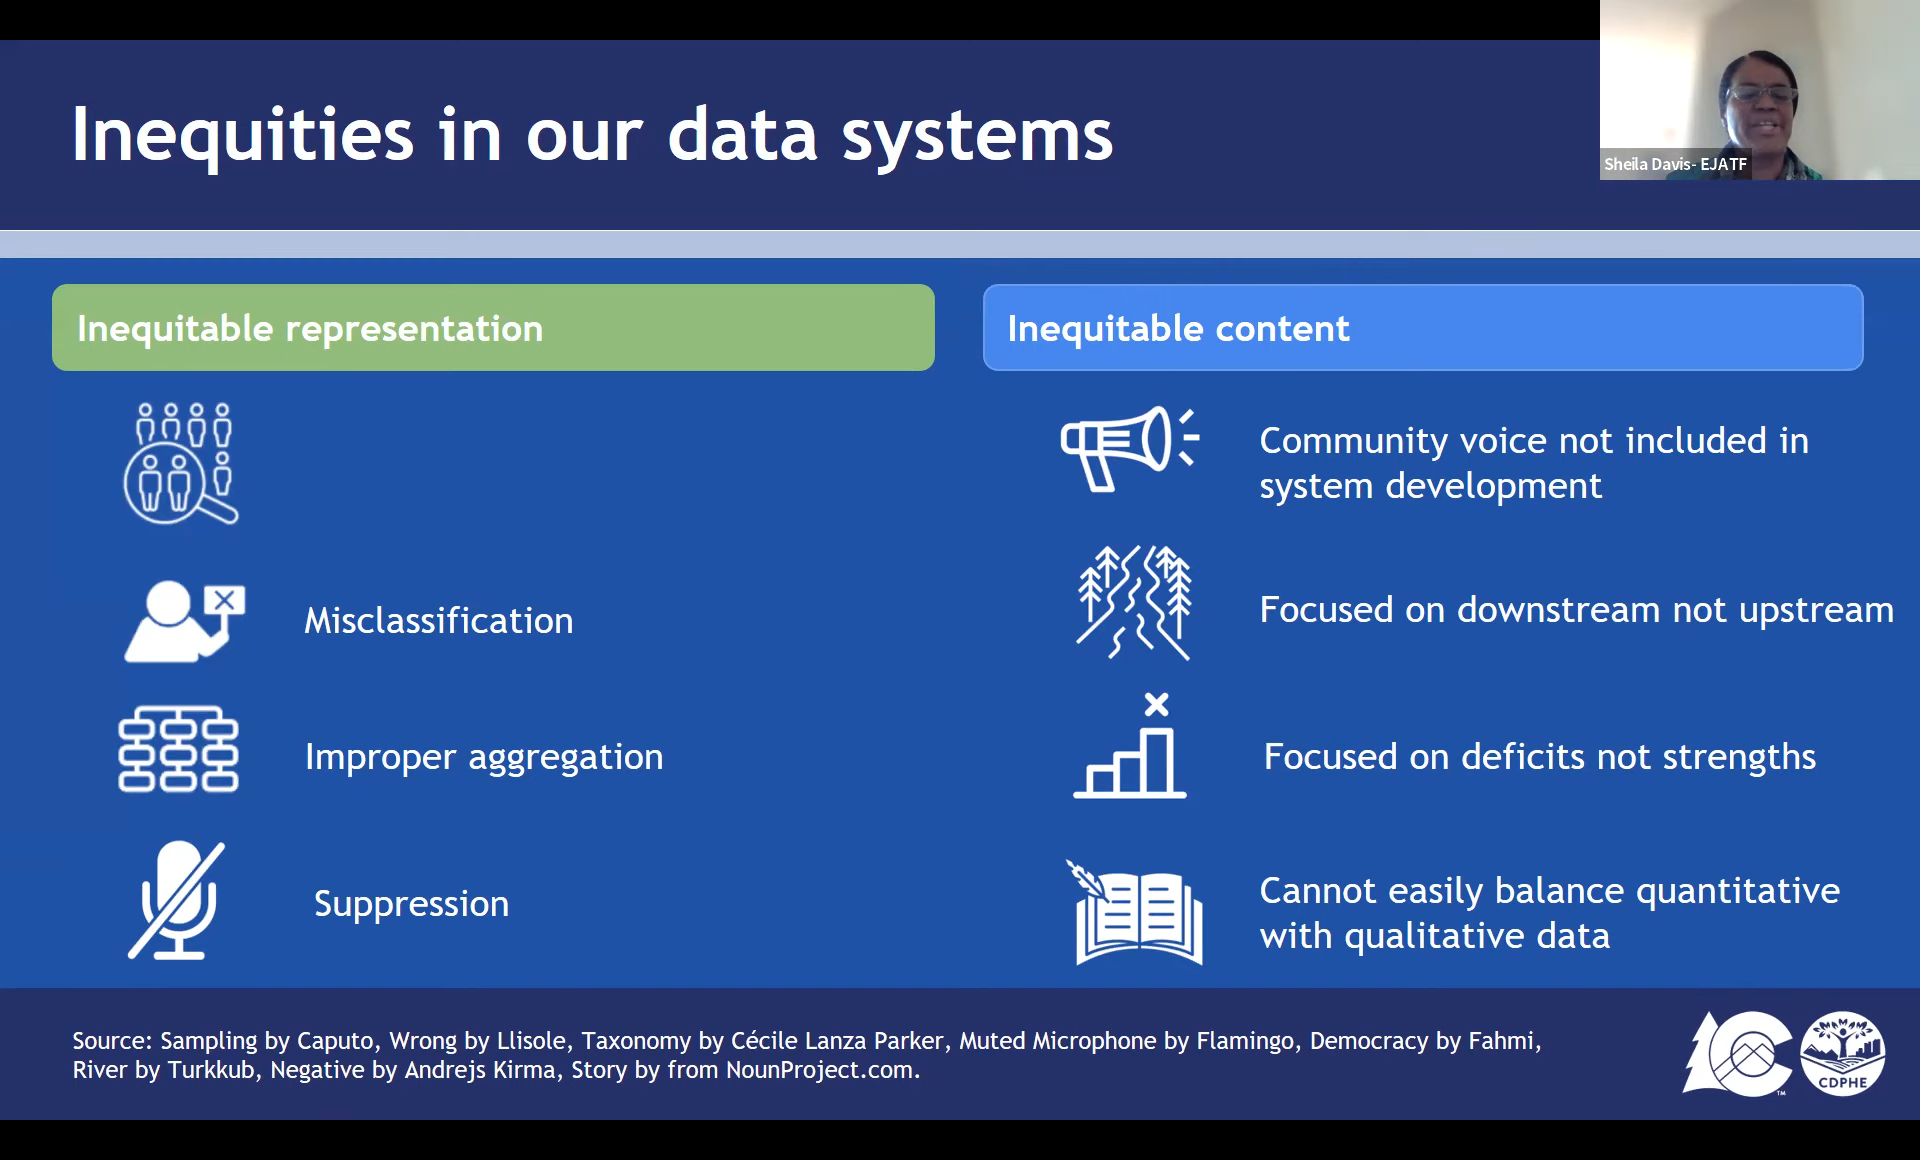 Inequities in our data systems
Sheila Davis- EJATF
Inequitable representation
Misclassification
Improper aggregation
Suppression
Inequitable content
Community voice not included in
system development
Focused on downstream not upstream
Focused on deficits not strengths
Cannot easily balance quantitative
with qualitative data
Source: Sampling by Caputo, Wrong by Llisole, Taxonomy by Cécile Lanza Parker, Muted Microphone by Flamingo, Democracy by Fahmi,
River by Turkkub, Negative by Andrejs Kirma, Story by from NounProject.com.
TM
CDPHE